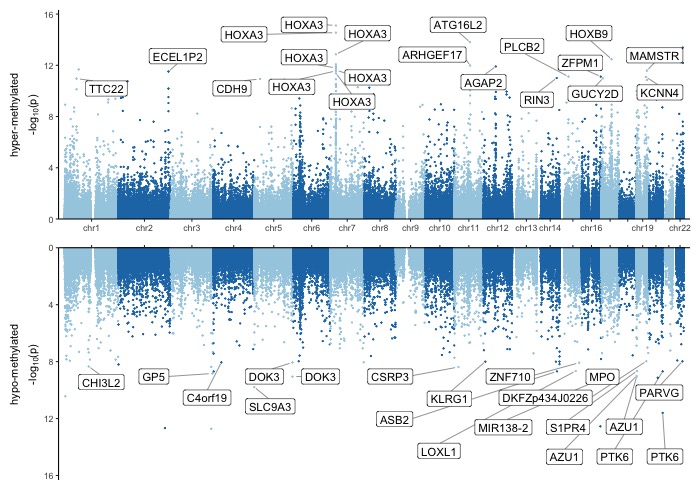 hyper-methylated
-log10(p)
16
12
8
4
0
HOXA3
HOXA3
HOXA3
ATG16L2
HOXB9
PLCB2
ECEL1P2
HOXA3
ARHGEF17
ZFPM1
MAMSTR
TTC22
CDH9
HOXA3
HOXA3
AGAP2
GUCY2D
KCNN4
HOXA3
RIN3
chr1
chr2
chr3
chr4
chr5
chr6
chr7
chr8
chr9
chr10
chr11
chr12
chr13
chr14
chr16
chr19
chr22
hypo-methylated
-log10(p)
0
4
8
12
16
CHI3L2
GP5
DOK3
DOK3
CSRP3
ZNF710
MPO
C4orf19
KLRG1
DKFZp434J0226
PARVG
SLC9A3
ASB2
MIR138-2
S1PR4
AZU1
LOXL1
AZU1
PTK6
PTK6